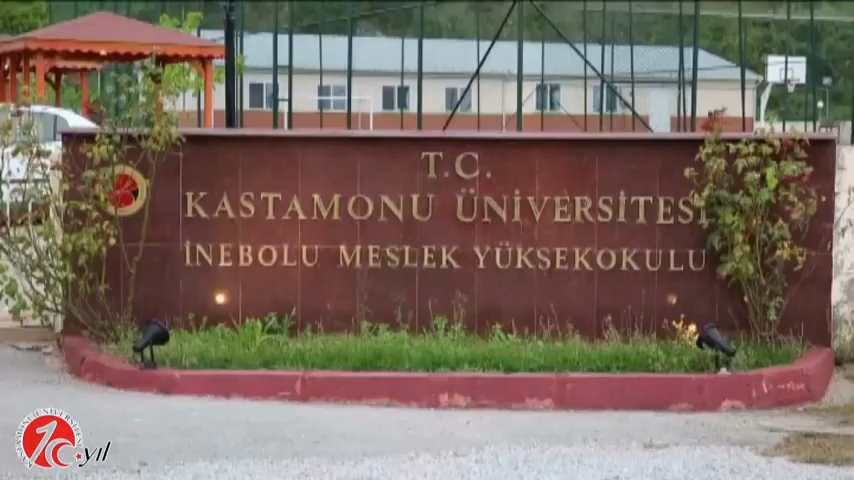 T.C.
KASTAMONU ÜNİVERSİTESİ
İNEBOLU MESLEK YÜKSEKOKULU
10.yıl